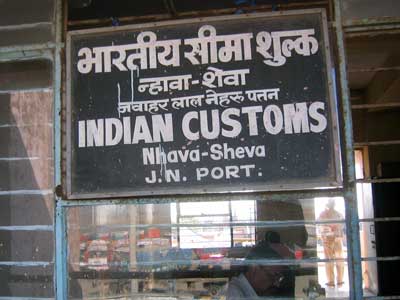 भारतीय सीमा शुल्क
न्हावा-शेवा
जवाहर लाल नेहरू पतन
INDIAN CUSTOMS
Nhava-Sheva
J.N. PORT.